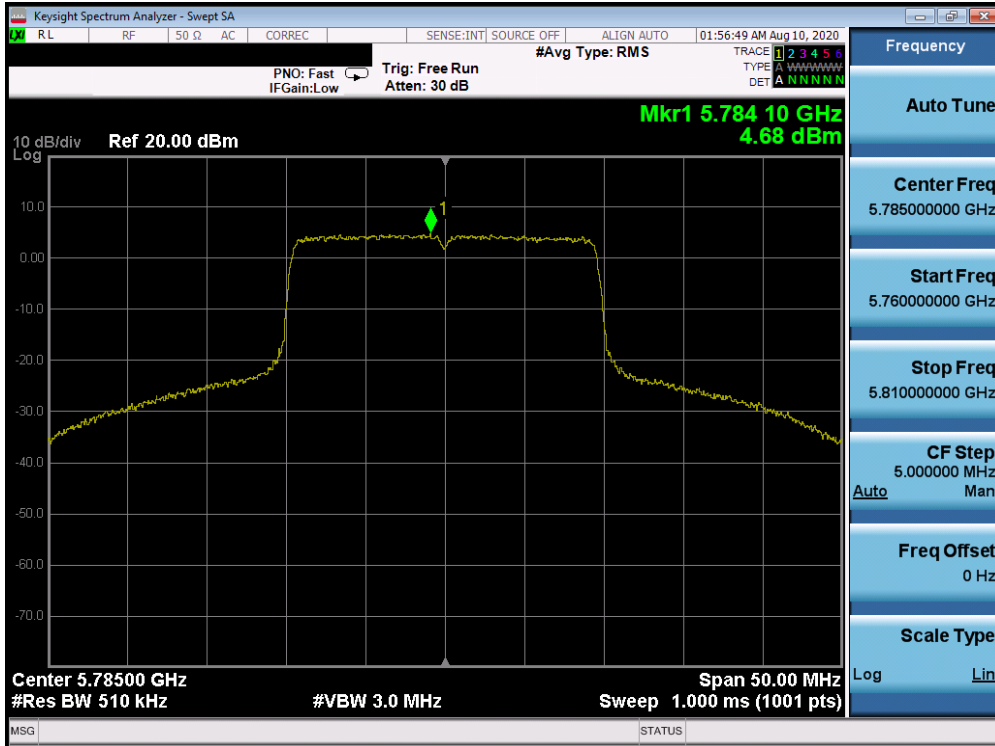 Keysight Spectrum Analyzer - Swept SA
LXI RL RF 50 Ω AC CORREC SENSE:INT SOURCE OFF ALIGN AUTO 01:56:49 AM Aug 10, 2020
#Avg Type: RMS TRACE 1 2 3 4 5 6
PNO: Fast Trig: Free Run TYPE A W W W W W
IFGain:Low Atten: 30 dB DET A N N N N N
Mkr1 5.784 10 GHz
4.68 dBm
10 dB/div Ref 20.00 dBm
Log
1
10.0
0.00
-10.0
-20.0
-30.0
-40.0
-50.0
-60.0
-70.0
Center 5.78500 GHz Span 50.00 MHz
#Res BW 510 kHz #VBW 3.0 MHz Sweep 1.000 ms (1001 pts)
MSG STATUS
Frequency
Auto Tune
Center Freq
5.785000000 GHz
Start Freq
5.760000000 GHz
Stop Freq
5.810000000 GHz
CF Step
5.000000 MHz
Auto Man
Freq Offset
0 Hz
Scale Type
Log Lin